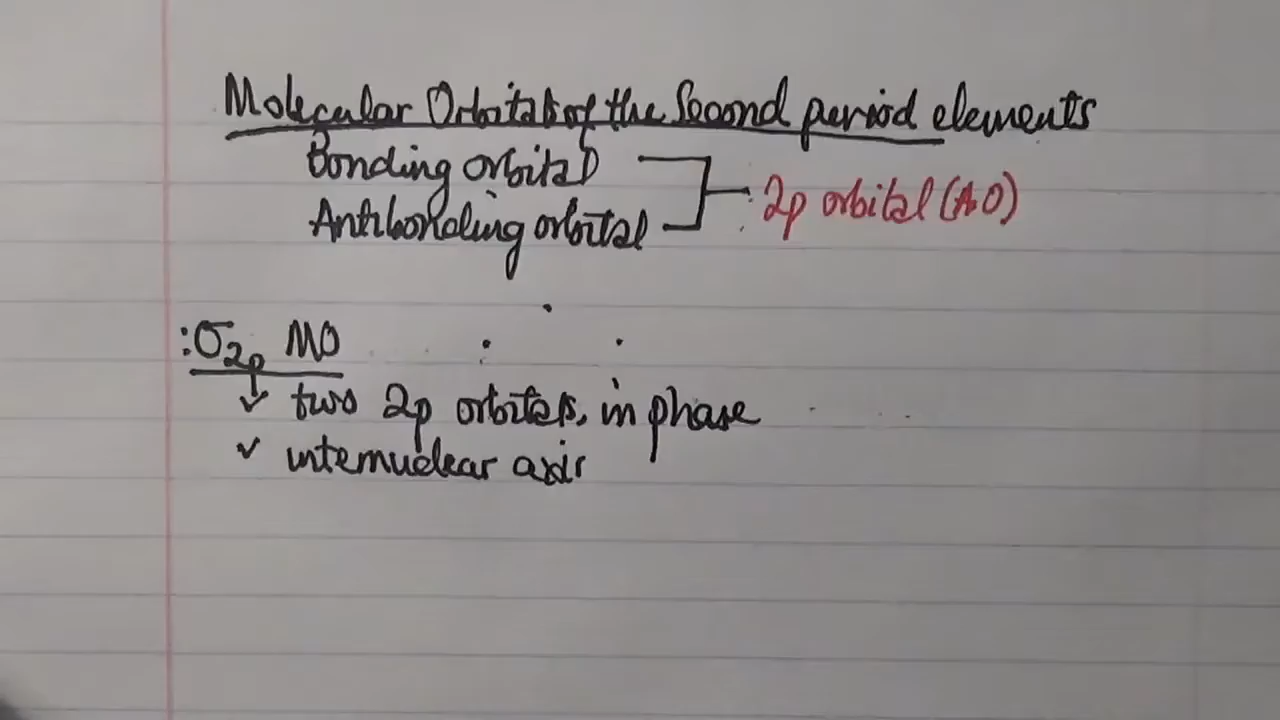 Molecular Orbitals of the Second period elements
Bonding orbital
Antibonding orbital
2p orbital (AO)
: σ2p MO
✓ two 2p orbitals, in phase
✓ internuclear axis